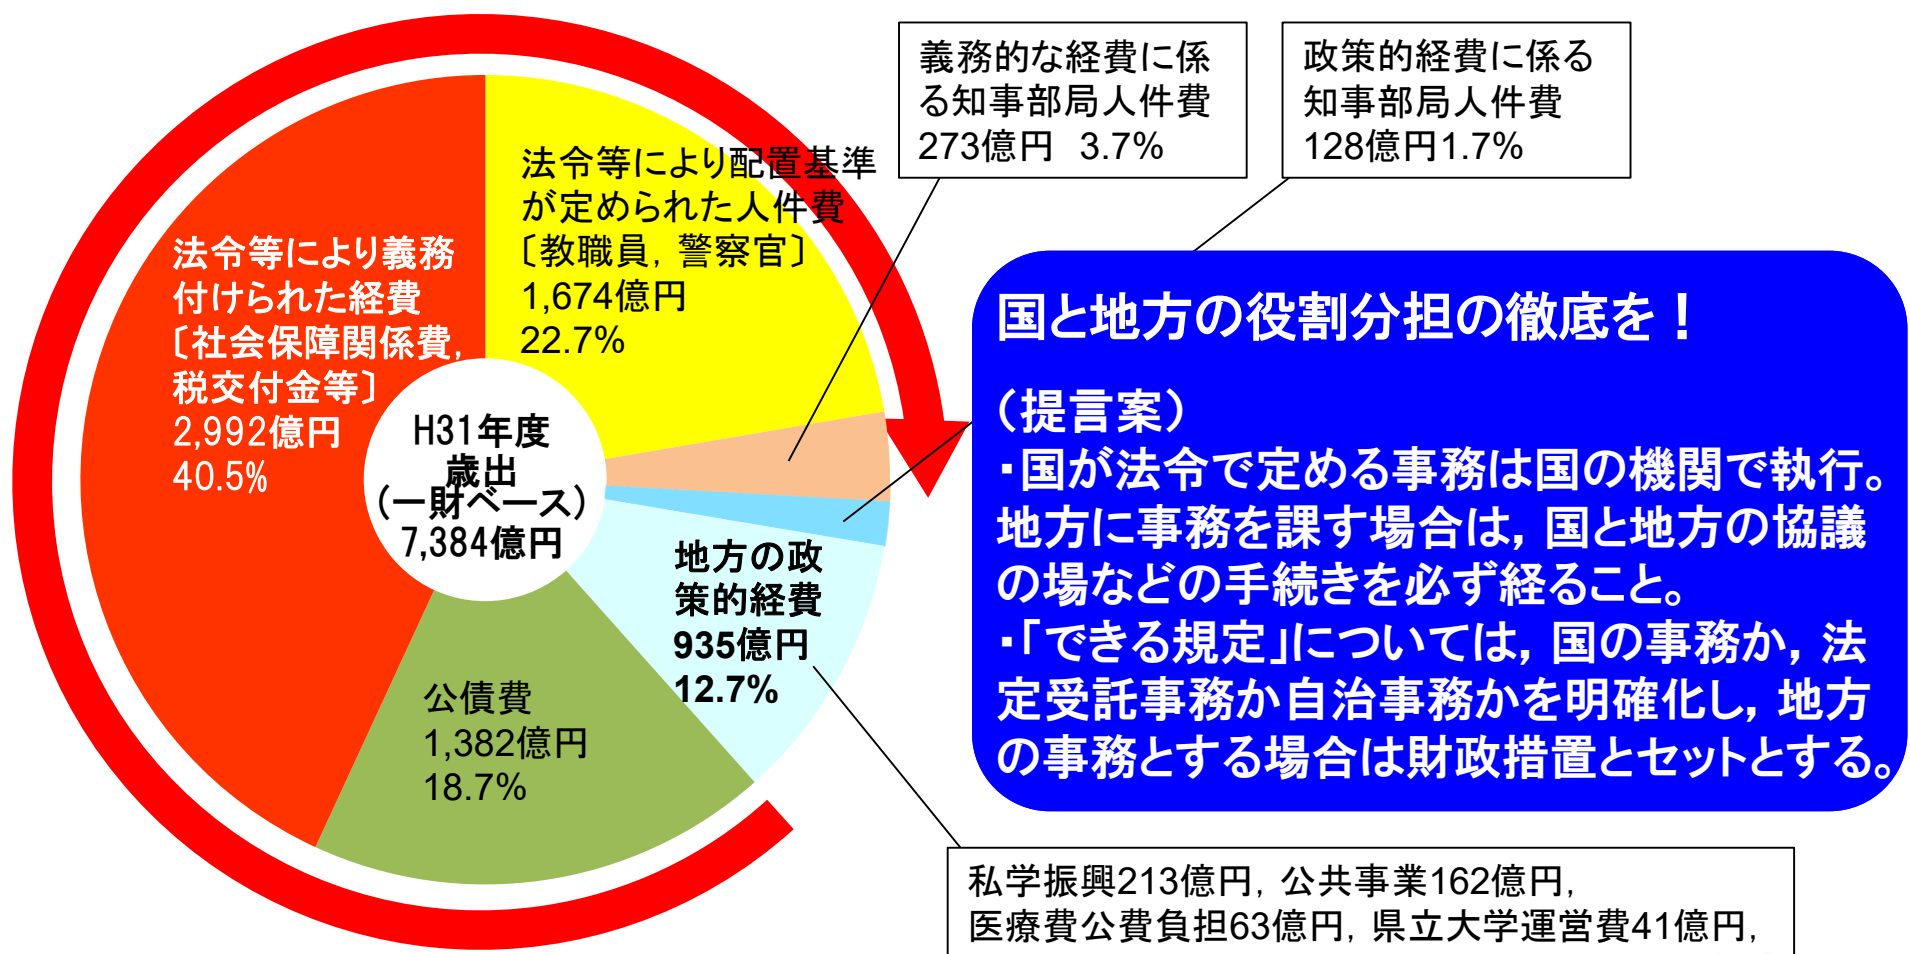 義務的な経費に係
る知事部局人件費
273億円 3.7%
政策的経費に係る
知事部局人件費
128億円1.7%
法令等により配置基準
が定められた人件費
〔教職員，警察官〕
1,674億円
22.7%
法令等により義務
付けられた経費
〔社会保障関係費，
税交付金等〕
2,992億円
40.5%
H31年度
歳出
(一財ベース)
7,384億円
地方の政
策的経費
935億円
12.7%
公債費
1,382億円
18.7%
国と地方の役割分担の徹底を！
（提言案）
・国が法令で定める事務は国の機関で執行。
地方に事務を課す場合は，国と地方の協議
の場などの手続きを必ず経ること。
・「できる規定」については，国の事務か，法
定受託事務か自治事務かを明確化し，地方
の事務とする場合は財政措置とセットとする。
私学振興213億円，公共事業162億円，
医療費公費負担63億円，県立大学運営費41億円，